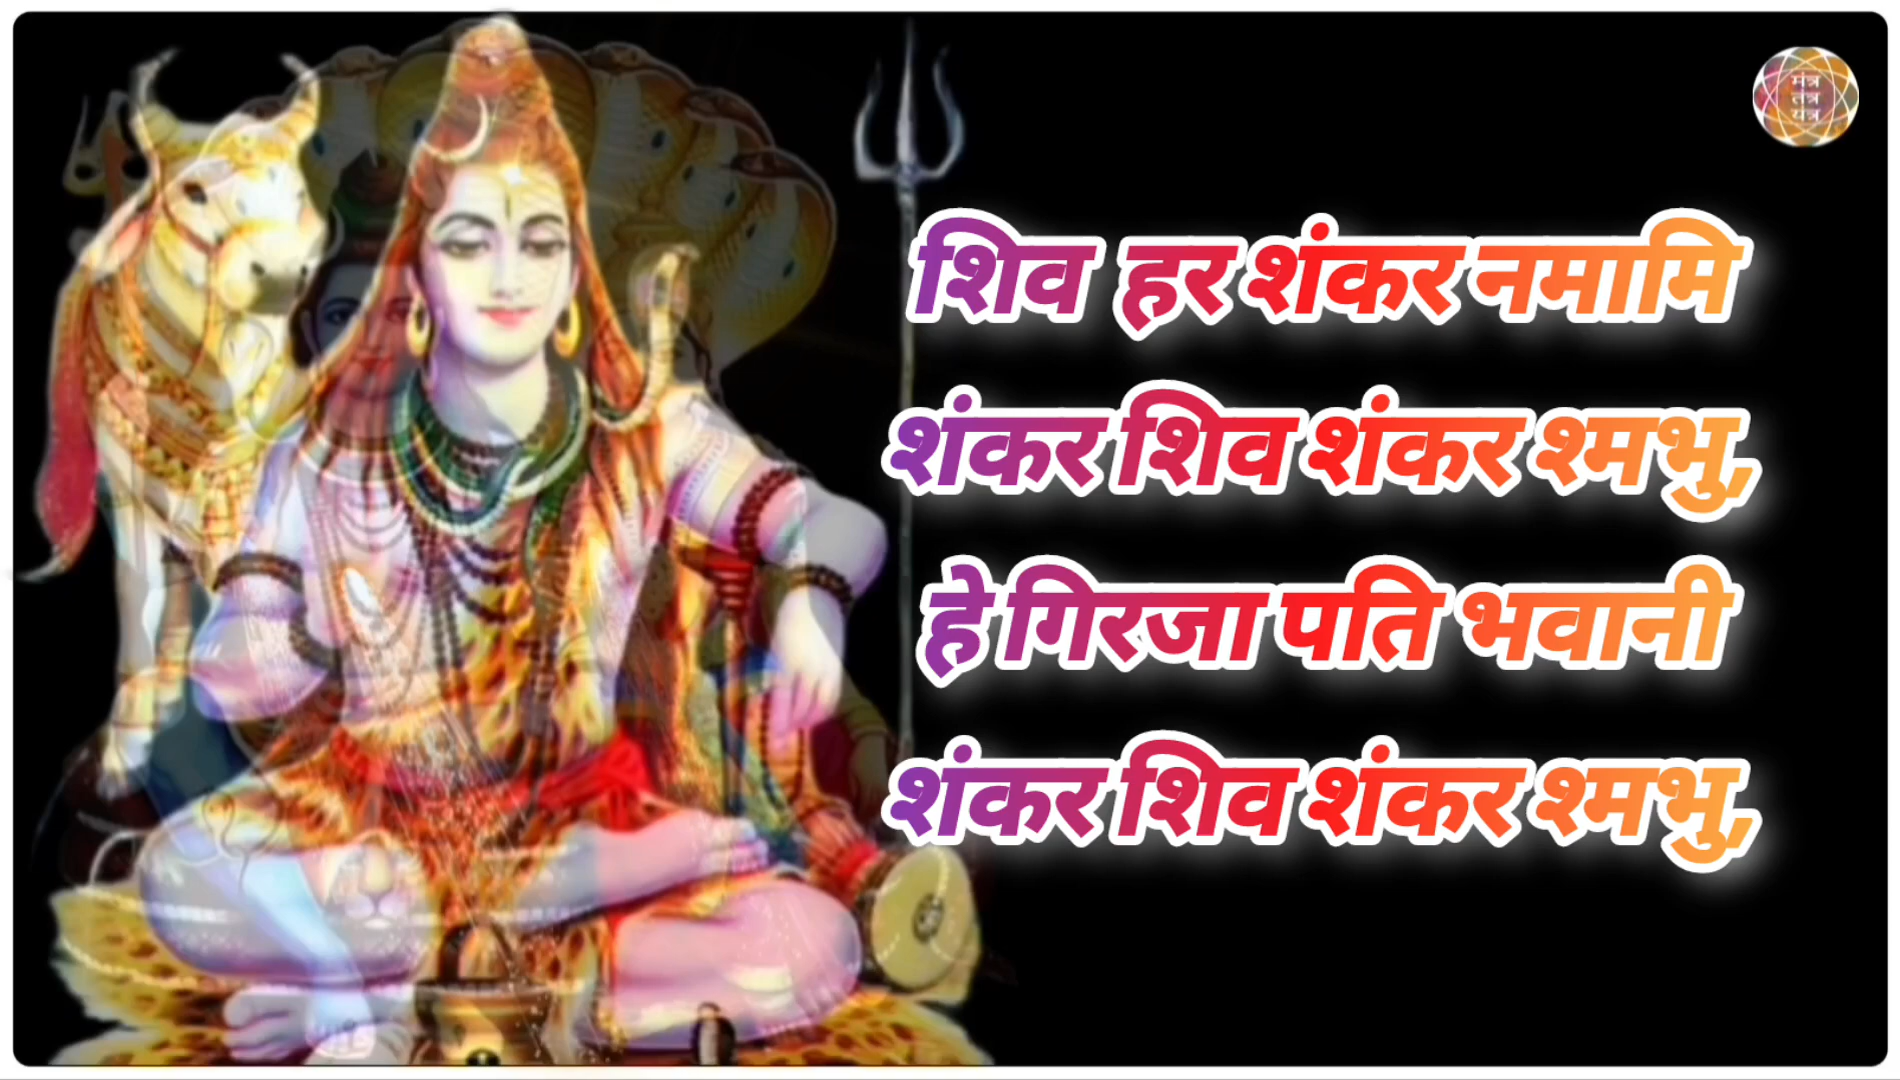 मंत्र
तंत्र
यंत्र
शिव हर शंकर नमामि
शंकर शिव शंकर श्मभु,
हे गिरजा पति भवानी
शंकर शिव शंकर श्मभु,